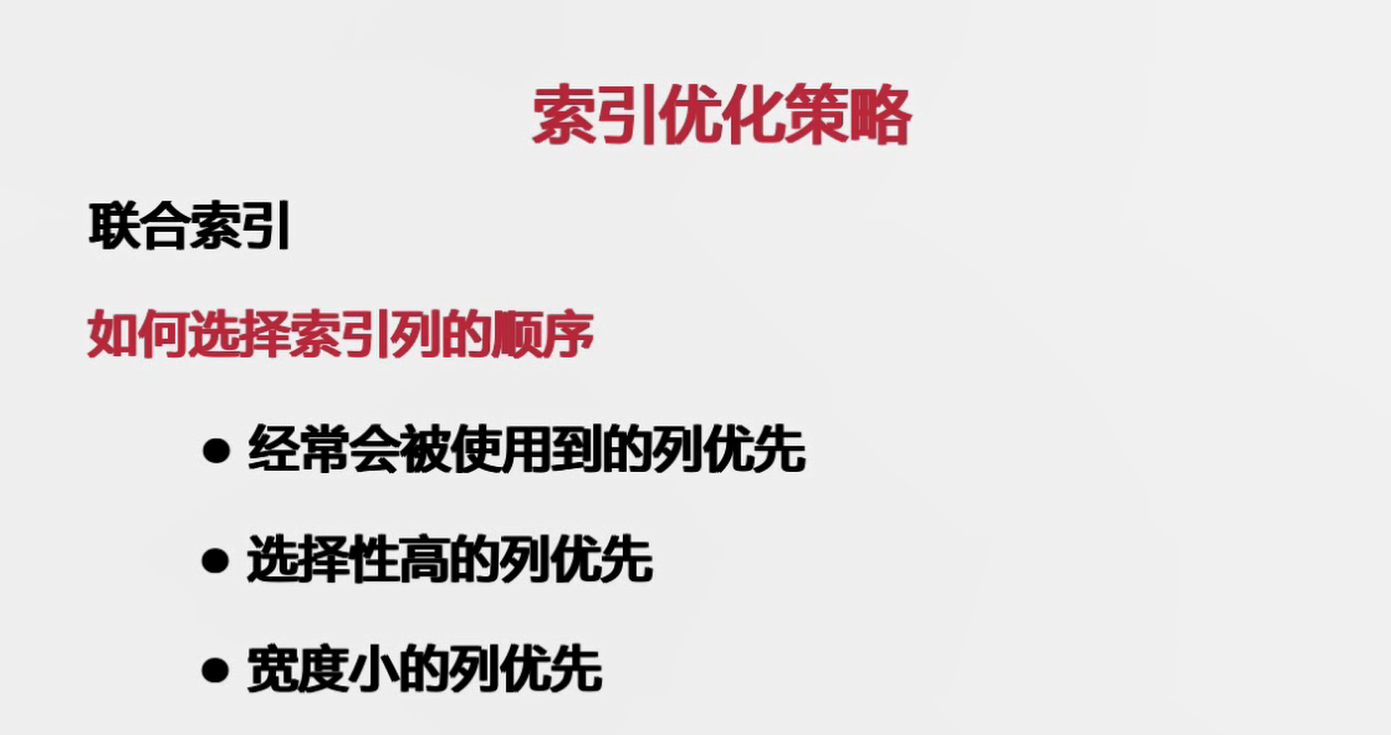 索引优化策略
联合索引
如何选择索引列的顺序
● 经常会被使用到的列优先
● 选择性高的列优先
● 宽度小的列优先